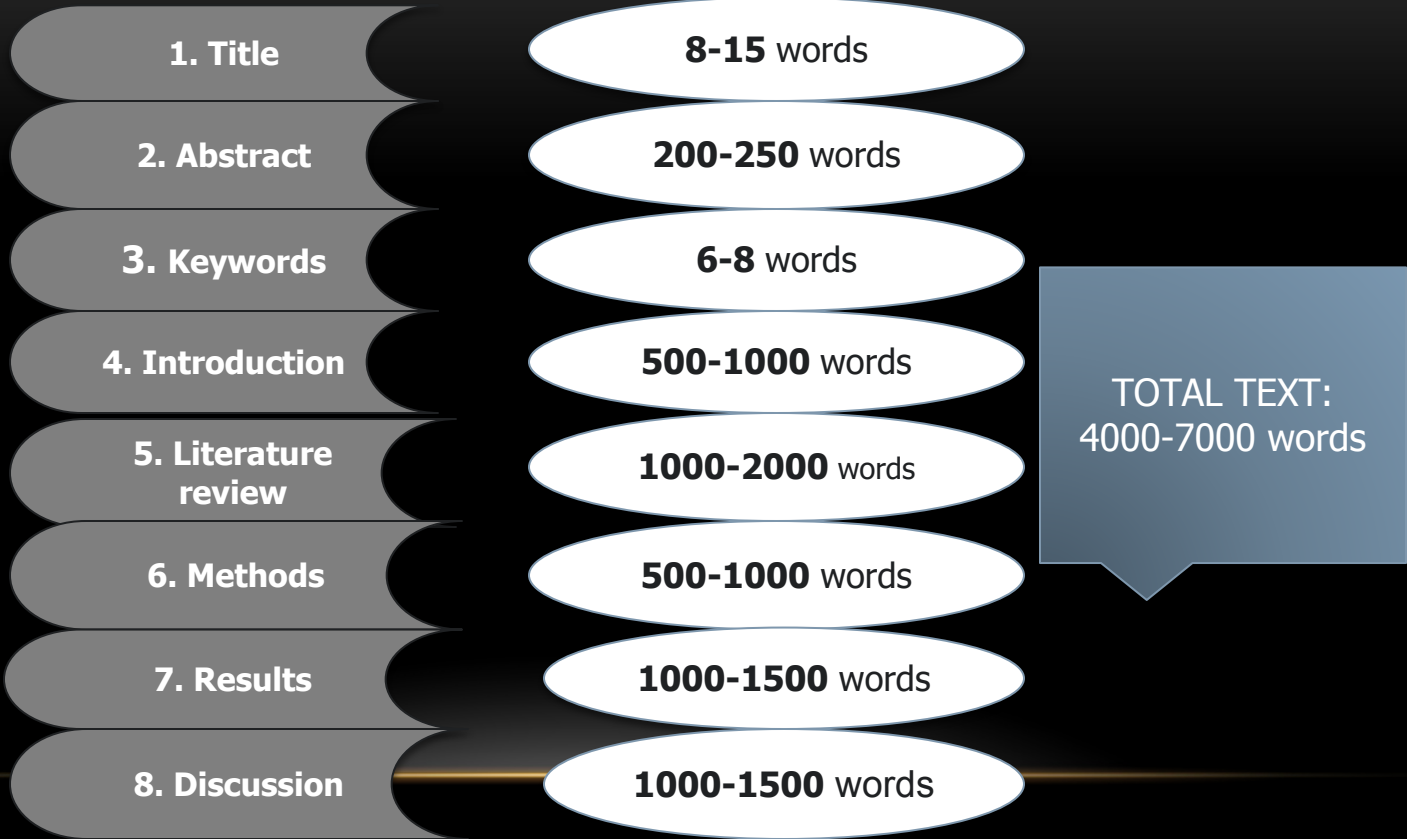 1. Title
8-15 words
2. Abstract
200-250 words
3. Keywords
6-8 words
4. Introduction
500-1000 words
5. Literature
review
1000-2000 words
6. Methods
500-1000 words
7. Results
1000-1500 words
8. Discussion
1000-1500 words
TOTAL TEXT:
4000-7000 words